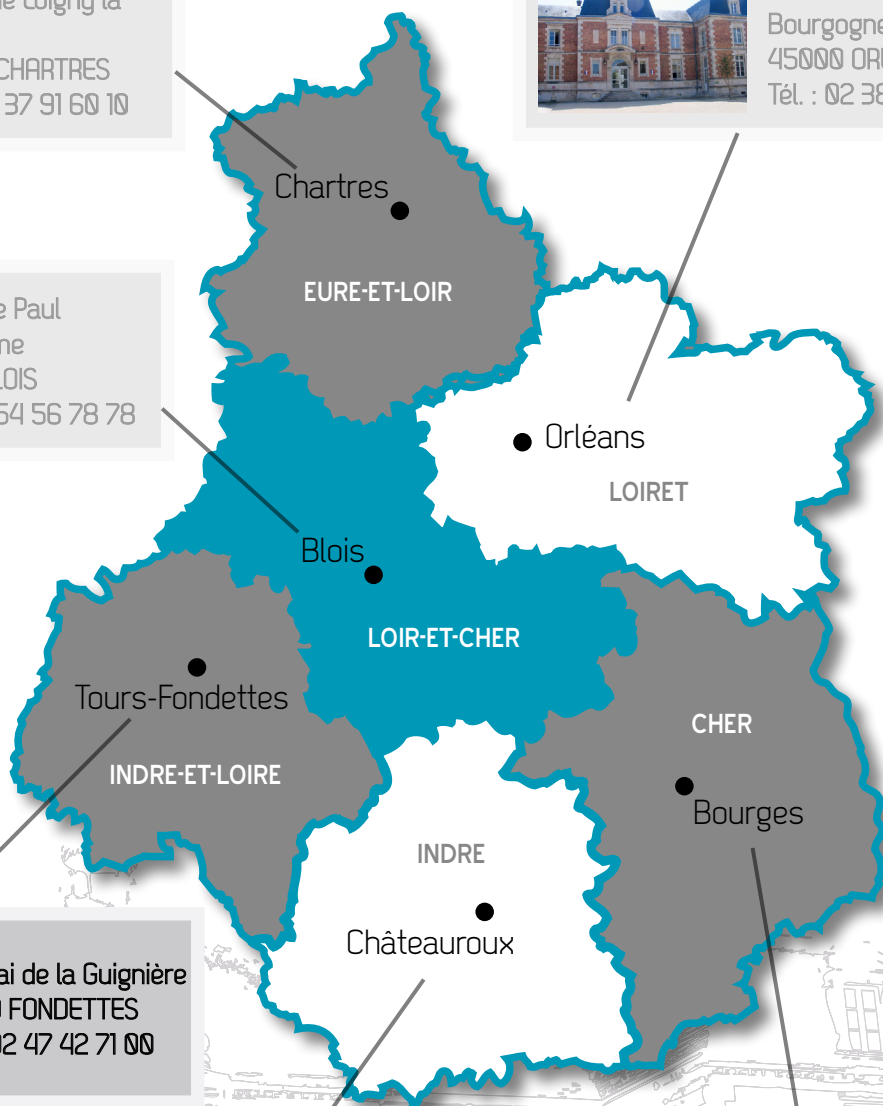 CHARTRES
37 91 60 10
Bourgogne
45000
Tél. : 02 38
Chartres
EURE-ET-LOIR
Paul
54 56 78 78
Orléans
LOIRET
Blois
LOIR-ET-CHER
Tours-Fondettes
INDRE-ET-LOIRE
CHER
Bourges
INDRE
Châteauroux
de la Guignière
FONDETTES
02 47 42 71 00